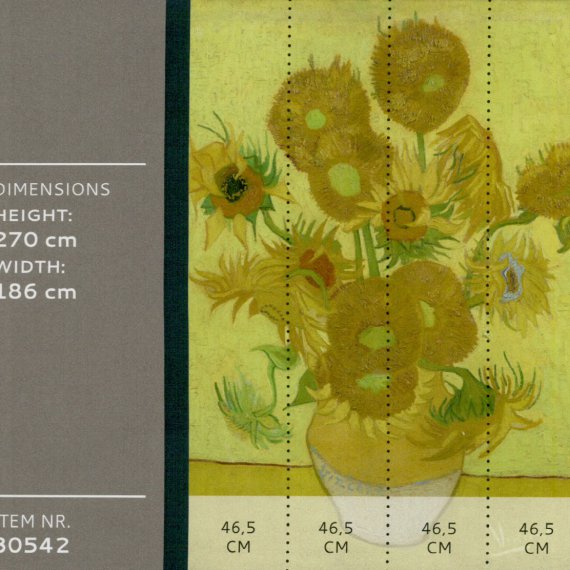 DIMENSIONS
HEIGHT:
270 cm
WIDTH:
186 cm
ITEM NR.
30542
46,5 CM
46,5 CM
46,5 CM
46,5 CM